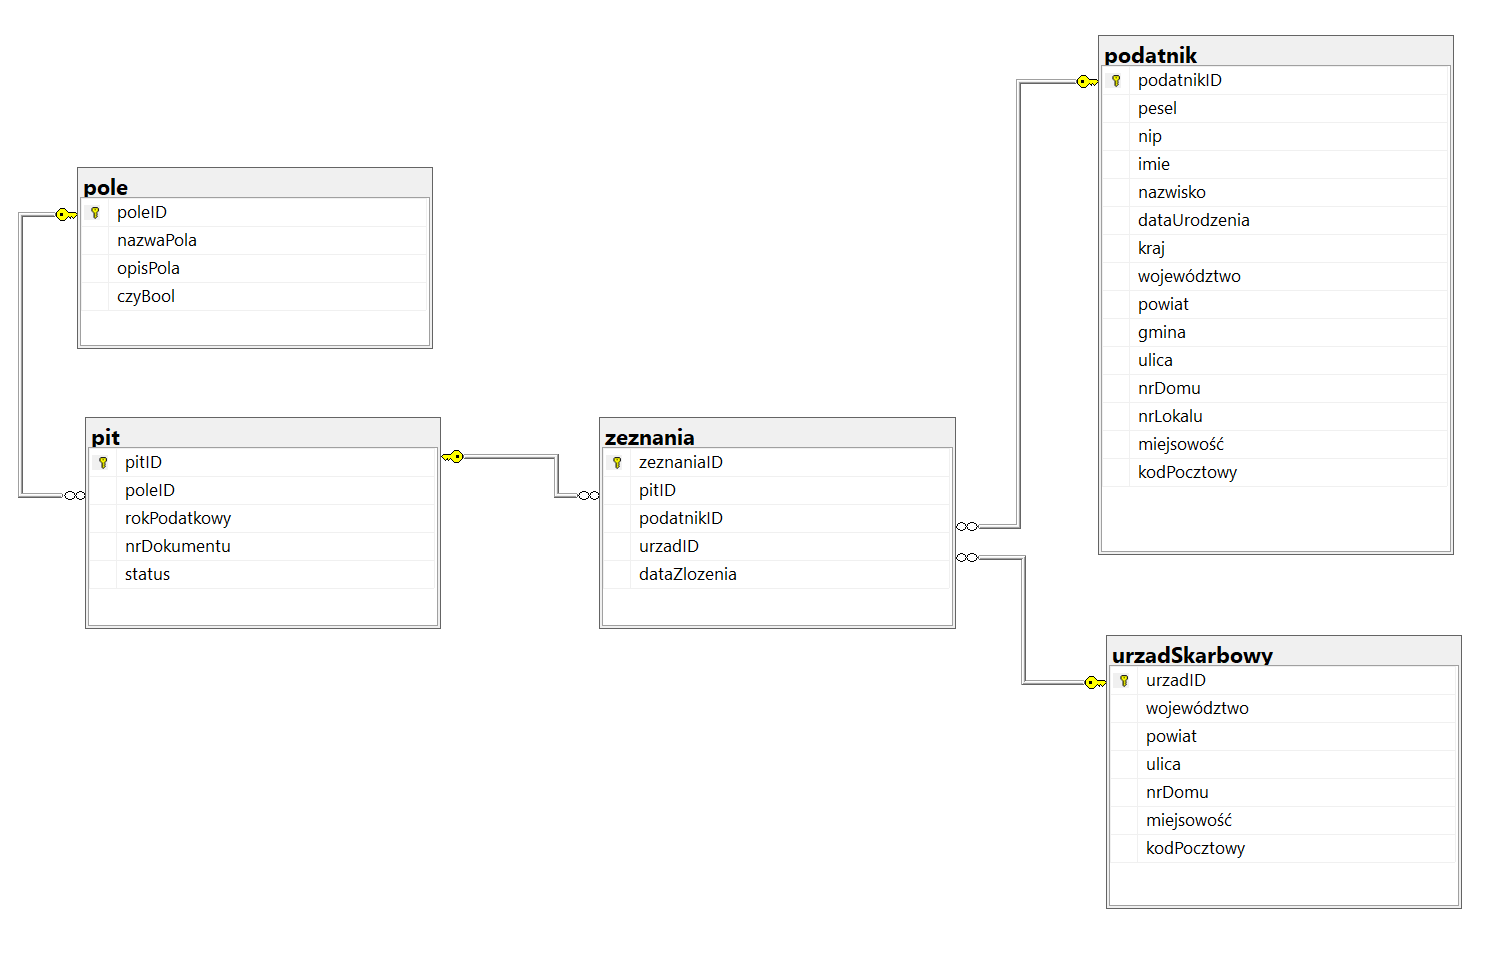 pole
poleID
nazwaPola
opisPola
czyBool
pit
pitID
poleID
rokPodatkowy
nrDokumentu
status
zeznania
zeznaniaID
pitID
podatnikID
urzadID
dataZlozenia
podatnik
podatnikID
pesel
nip
imie
nazwisko
dataUrodzenia
kraj
województwo
powiat
gmina
ulica
nrDomu
nrLokalu
miejsowość
kodPocztowy
urzadSkarbowy
urzadID
województwo
powiat
ulica
nrDomu
miejsowość
kodPocztowy